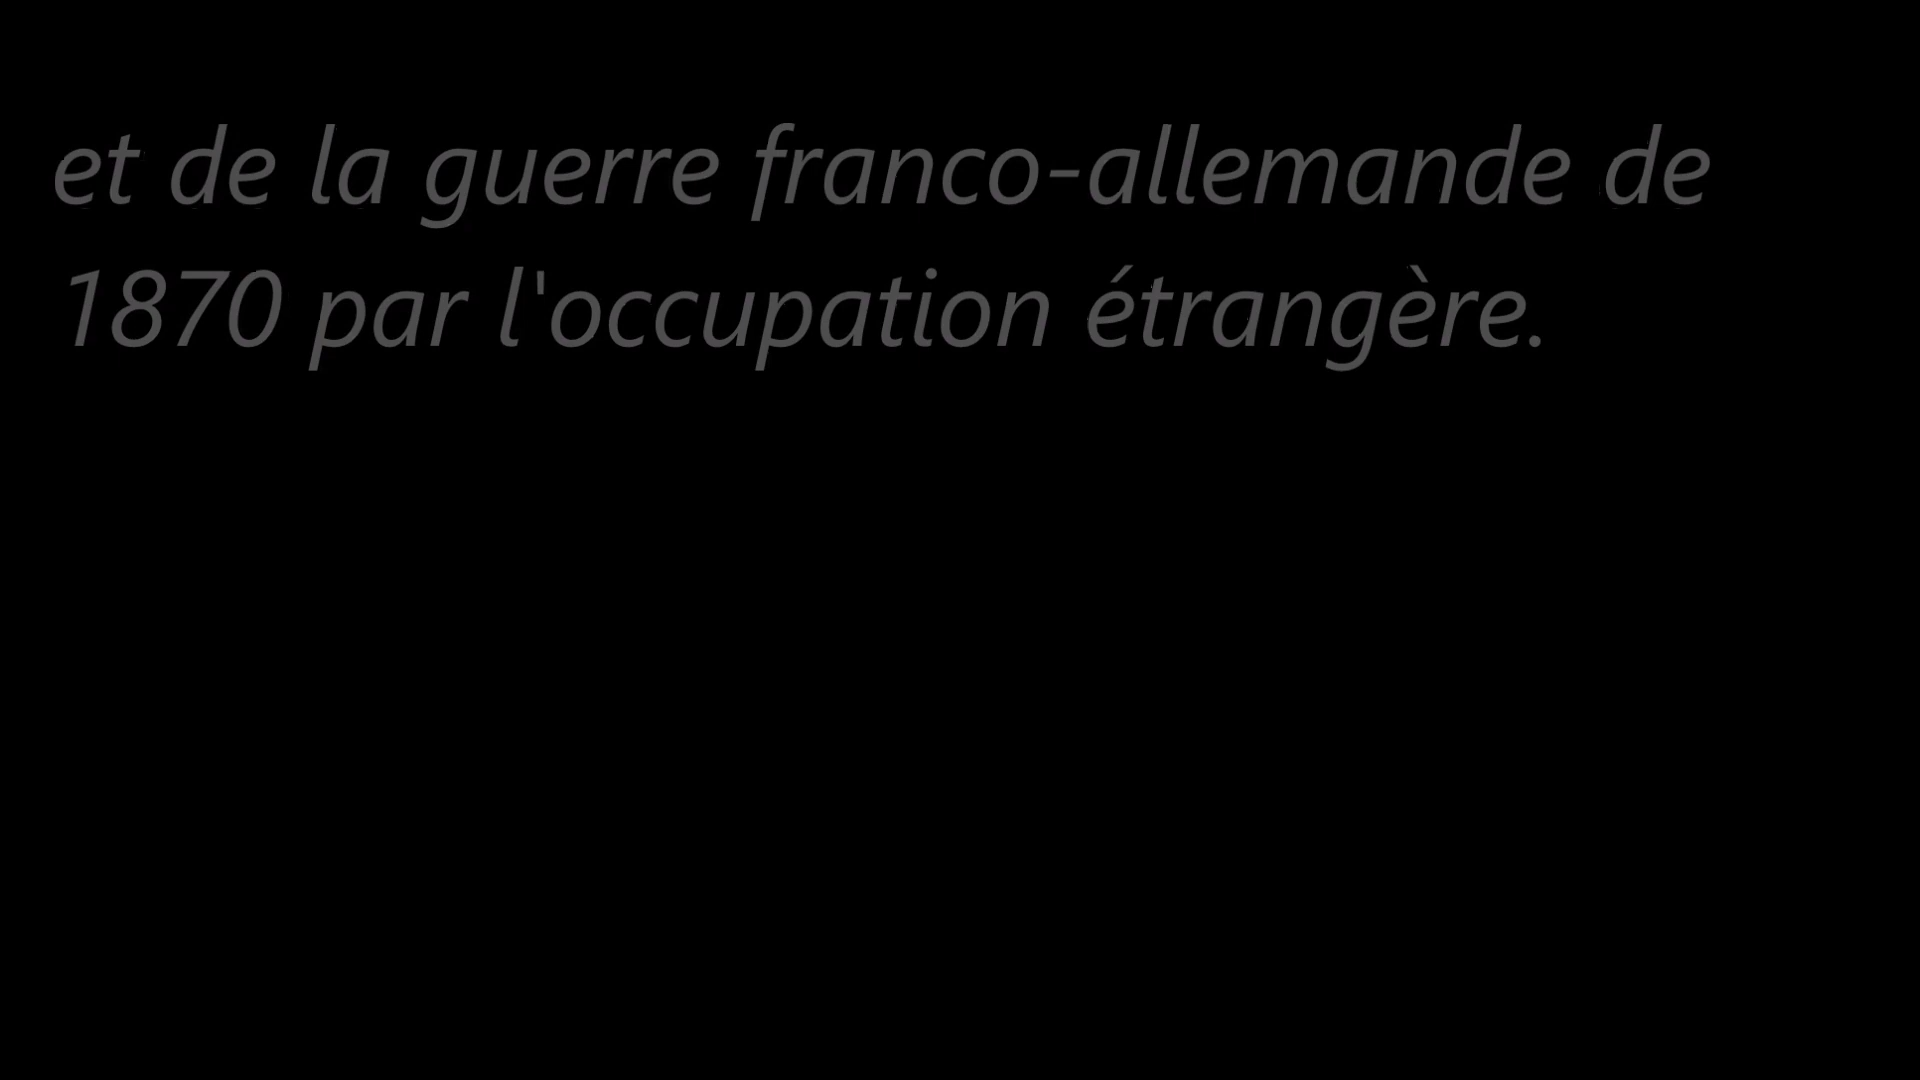 et de la guerre franco-allemande de
1870 par l'occupation étrangère.